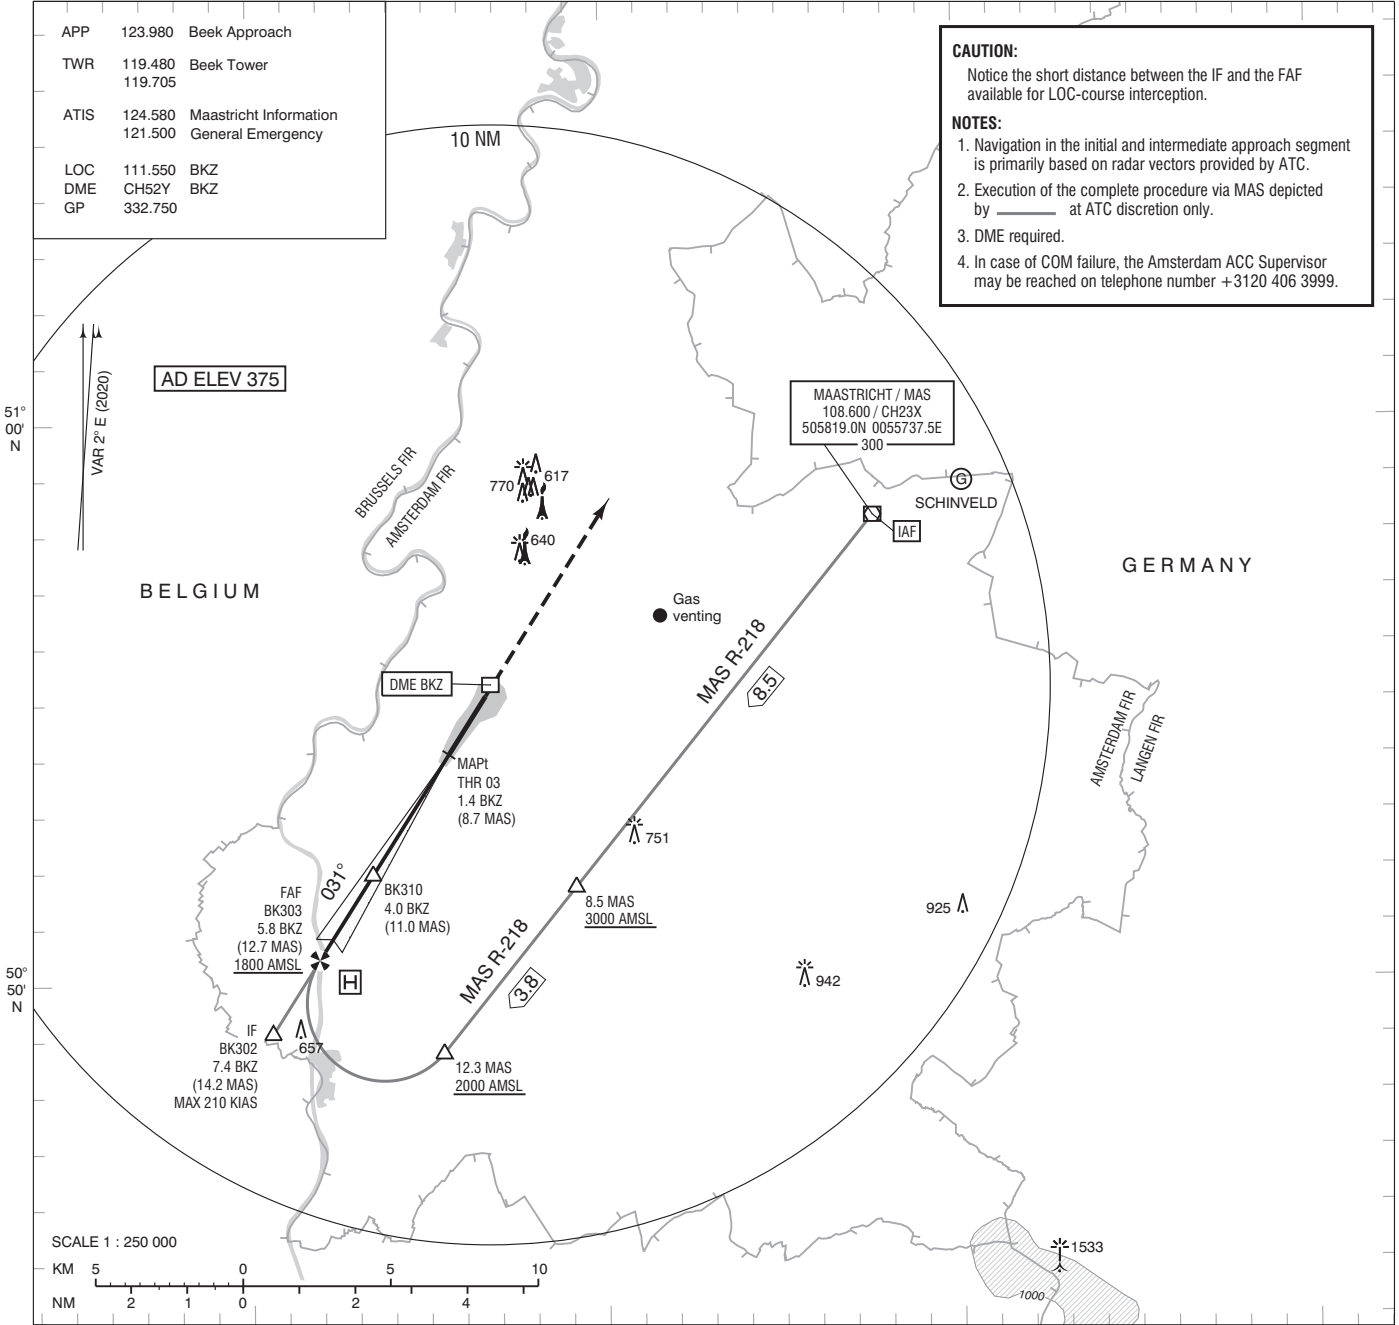 APP 123.980 Beek Approach
TWR 119.480 Beek Tower
119.705
ATIS 124.580 Maastricht Information
121.500 General Emergency
LOC 111.550 BKZ
DME CH52Y BKZ
GP 332.750
CAUTION:
Notice the short distance between the IF and the FAF
available for LOC-course interception.
NOTES:
1. Navigation in the initial and intermediate approach segment
is primarily based on radar vectors provided by ATC.
2. Execution of the complete procedure via MAS depicted
by at ATC discretion only.
3. DME required.
4. In case of COM failure, the Amsterdam ACC Supervisor
may be reached on telephone number +3120 406 3999.
10 NM
VAR 2° E (2020)
AD ELEV 375
51°
00'
N
MAASTRICHT / MAS
108.600 / CH23X
505819.0N 0055737.5E
300
BRUSSELS FIR
AMSTERDAM FIR
770
617
640
G
SCHINVELD
IAF
BELGIUM
GERMANY
Gas
venting
MAS R-218
8.5
DME BKZ
AMSTERDAM FIR
LANGEN FIR
MAPt
THR 03
1.4 BKZ
(8.7 MAS)
751
031°
BK310
4.0 BKZ
(11.0 MAS)
FAF
BK303
5.8 BKZ
(12.7 MAS)
1800 AMSL
8.5 MAS
3000 AMSL
925
MAS R-218
3.8
942
50°
50'
N
H
IF
BK302
7.4 BKZ
(14.2 MAS)
MAX 210 KIAS
657
12.3 MAS
2000 AMSL
SCALE 1 : 250 000
KM 5 0 5 10
NM 2 1 0 2 4
1533
1000